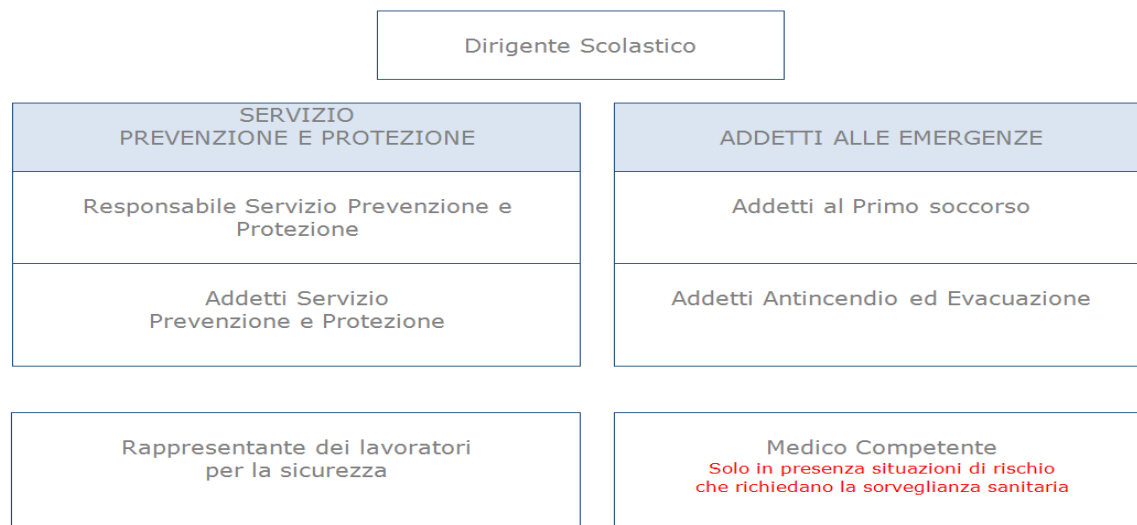 Dirigente Scolastico
SERVIZIO
PREVENZIONE E PROTEZIONE
Responsabile Servizio Prevenzione e
Protezione
Addetti Servizio
Prevenzione e Protezione
ADDETTI ALLE EMERGENZE
Addetti al Primo soccorso
Addetti Antincendio ed Evacuazione
Rappresentante dei lavoratori
per la sicurezza
Medico Competente
Solo in presenza situazioni di rischio
che richiedano la sorveglianza sanitaria